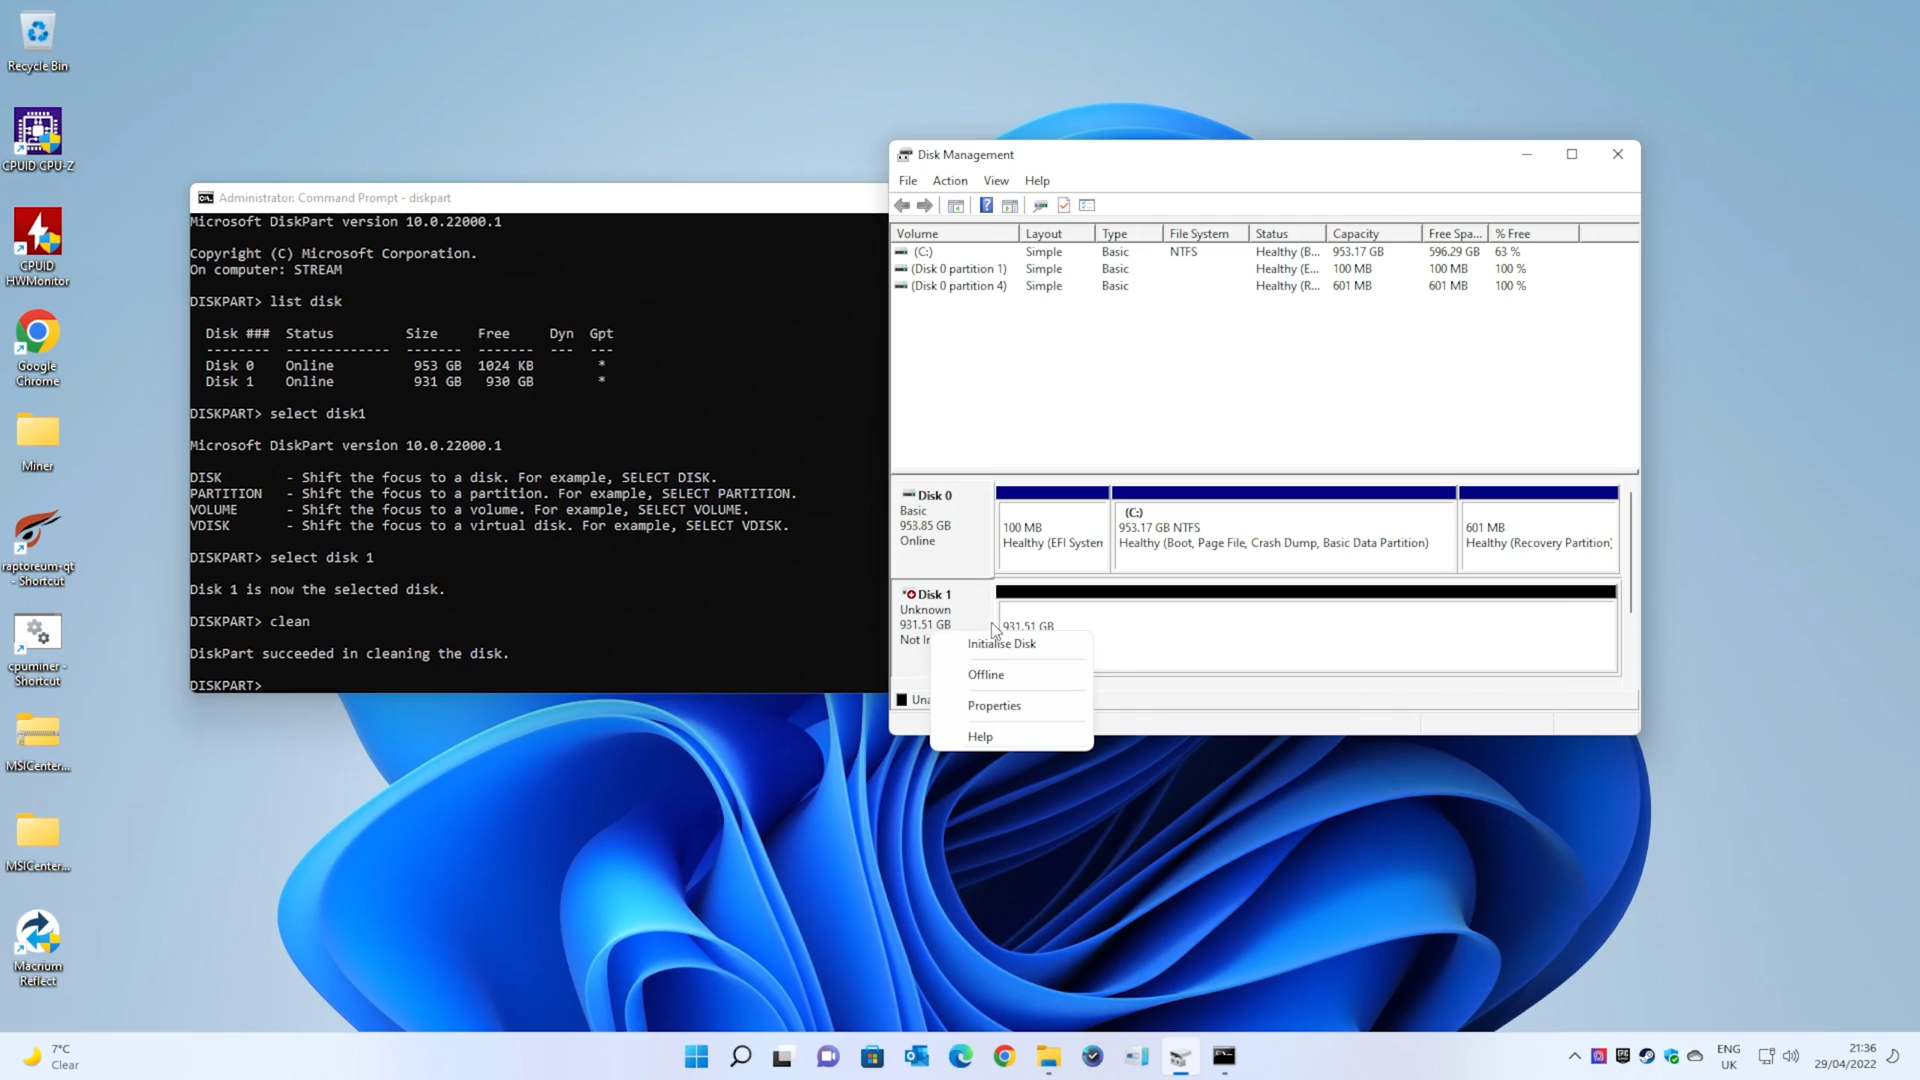 Recycle Bin
CPUID CPU-Z
CPUID
HWMonitor
Google
Chrome
Miner
raptoreum-qt
- Shortcut
cpuminer -
Shortcut
MSICenter...
MSICenter...
Macrium
Reflect
Administrator: Command Prompt - diskpart
Microsoft DiskPart version 10.0.22000.1
Copyright (C) Microsoft Corporation.
On computer: STREAM
DISKPART> list disk
Disk ### Status Size Free Dyn Gpt
-------- ------------- ------- ------- --- ---
Disk 0 Online 953 GB 1024 KB *
Disk 1 Online 931 GB 930 GB *
DISKPART> select disk1
Microsoft DiskPart version 10.0.22000.1
DISK - Shift the focus to a disk. For example, SELECT DISK.
PARTITION - Shift the focus to a partition. For example, SELECT PARTITION.
VOLUME - Shift the focus to a volume. For example, SELECT VOLUME.
VDISK - Shift the focus to a virtual disk. For example, SELECT VDISK.
DISKPART> select disk 1
Disk 1 is now the selected disk.
DISKPART> clean
DiskPart succeeded in cleaning the disk.
DISKPART>
Disk Management
File Action View Help
Volume Layout Type File System Status Capacity Free Spa... % Free
(C:) Simple Basic NTFS Healthy (B... 953.17 GB 596.29 GB 63 %
(Disk 0 partition 1) Simple Basic Healthy (E... 100 MB 100 MB 100 %
(Disk 0 partition 4) Simple Basic Healthy (R... 601 MB 601 MB 100 %
Disk 0
Basic
953.85 GB
Online
100 MB
Healthy (EFI System
(C:)
953.17 GB NTFS
Healthy (Boot, Page File, Crash Dump, Basic Data Partition)
601 MB
Healthy (Recovery Partition)
Disk 1
Unknown
931.51 GB
Not In
931.51 GB
Initialise Disk
Offline
Properties
Help
Una
7°C
Clear
ENG
UK
21:36
29/04/2022